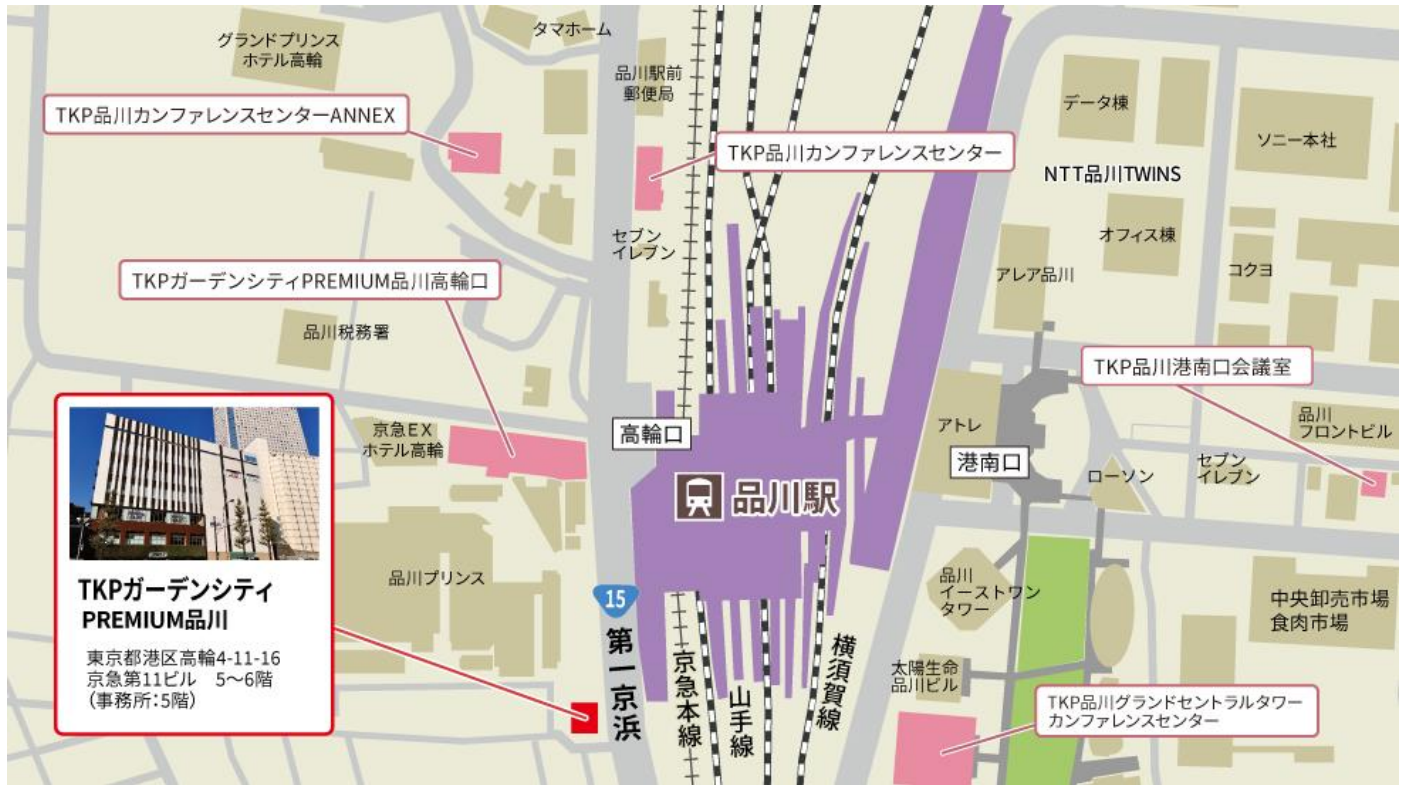 グランドプリンス
ホテル高輪
タマホーム
品川駅前
郵便局
データ棟
ソニー本社
TKP品川カンファレンスセンターANNEX
TKP品川カンファレンスセンター
NTT品川TWINS
オフィス棟
セブン
イレブン
アレア品川
コクヨ
TKPガーデンシティPREMIUM品川高輪口
品川税務署
TKP品川港南口会議室
京急EX
ホテル高輪
高輪口
アトレ
港南口
品川
フロントビル
ローソン
セブン
イレブン
品川駅
TKPガーデンシティ
PREMIUM品川
東京都港区高輪4-11-16
京急第11ビル 5〜6階
(事務所:5階)
品川プリンス
15
第一京浜
京急本線
山手線
横須賀線
品川
イーストワン
タワー
中央卸売市場
食肉市場
太陽生命
品川ビル
TKP品川グランドセントラルタワー
カンファレンスセンター